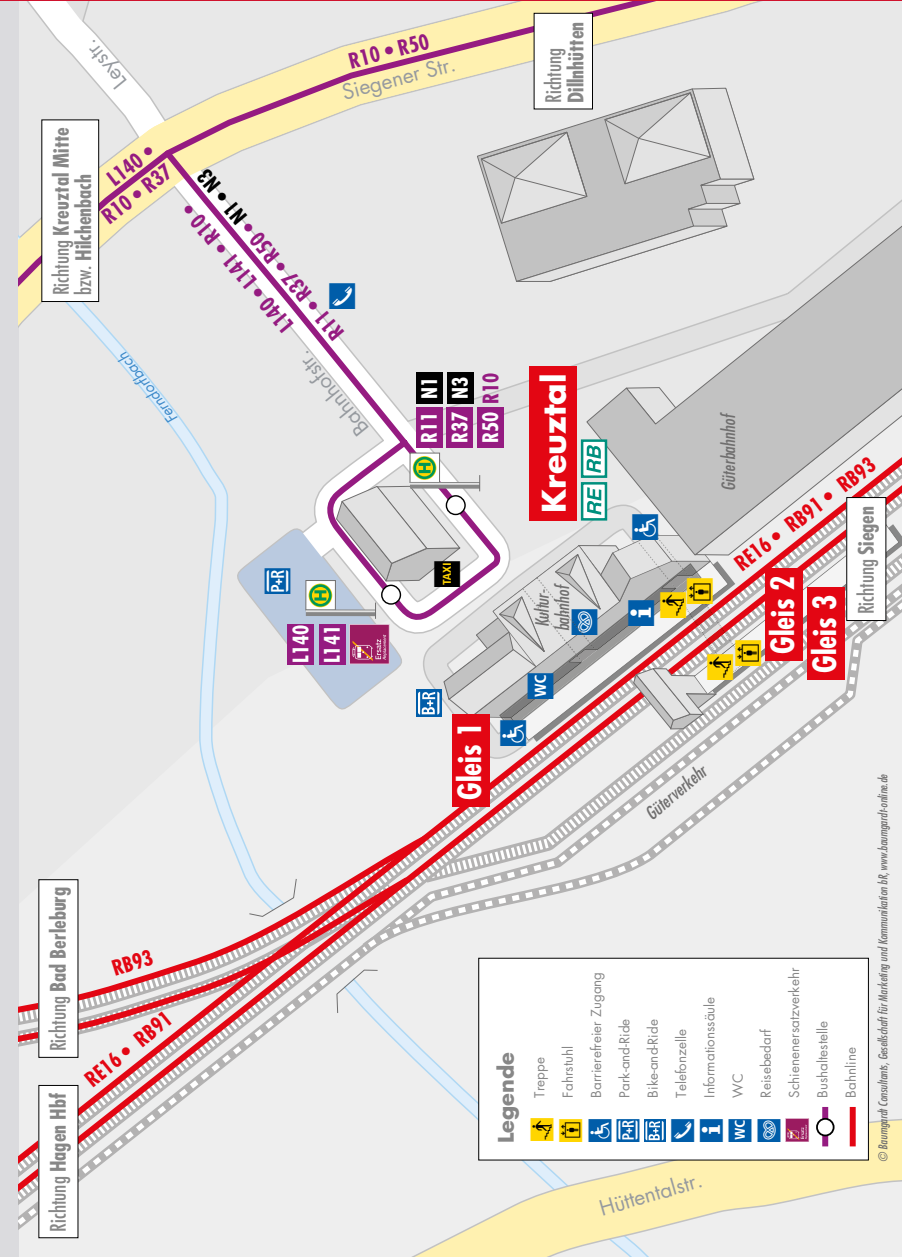 Richtung Hagen Hbf
Richtung Bad Berleburg
Richtung Kreuztal Mitte
bzw. Hilchenbach
Leystr.
RE16 • RB91
RB93
L140 •
R10 • R37
R10 • R50
Siegener Str.
Richtung
Dillnhütten
Ferndorfbach
L140 • L141 • R10 •
R11 • R37 • R50 • N1 • N3
Bahnhofstr.
P+R
L140
L141
Ersatz
H
TAXI
H
R11 N1
R37 N3
R50 R10
Kreuztal
RE RB
B+R
Gleis 1
WC
Kultur-
bahnhof
i
Güterbahnhof
RE16 • RB91 • RB93
Gleis 2
Gleis 3
Richtung Siegen
Güterverkehr
Hüttentalstr.
Legende
Treppe
Fahrstuhl
Barrierefreier Zugang
P+R Park-and-Ride
B+R Bike-and-Ride
Telefonzelle
i Informationssäule
WC WC
Reisebedarf
Schienenersatzverkehr
Bushaltestelle
Bahnline
© Baumgardt Consultants, Gesellschaft für Marketing und Kommunikation bR, www.baumgardt-online.de